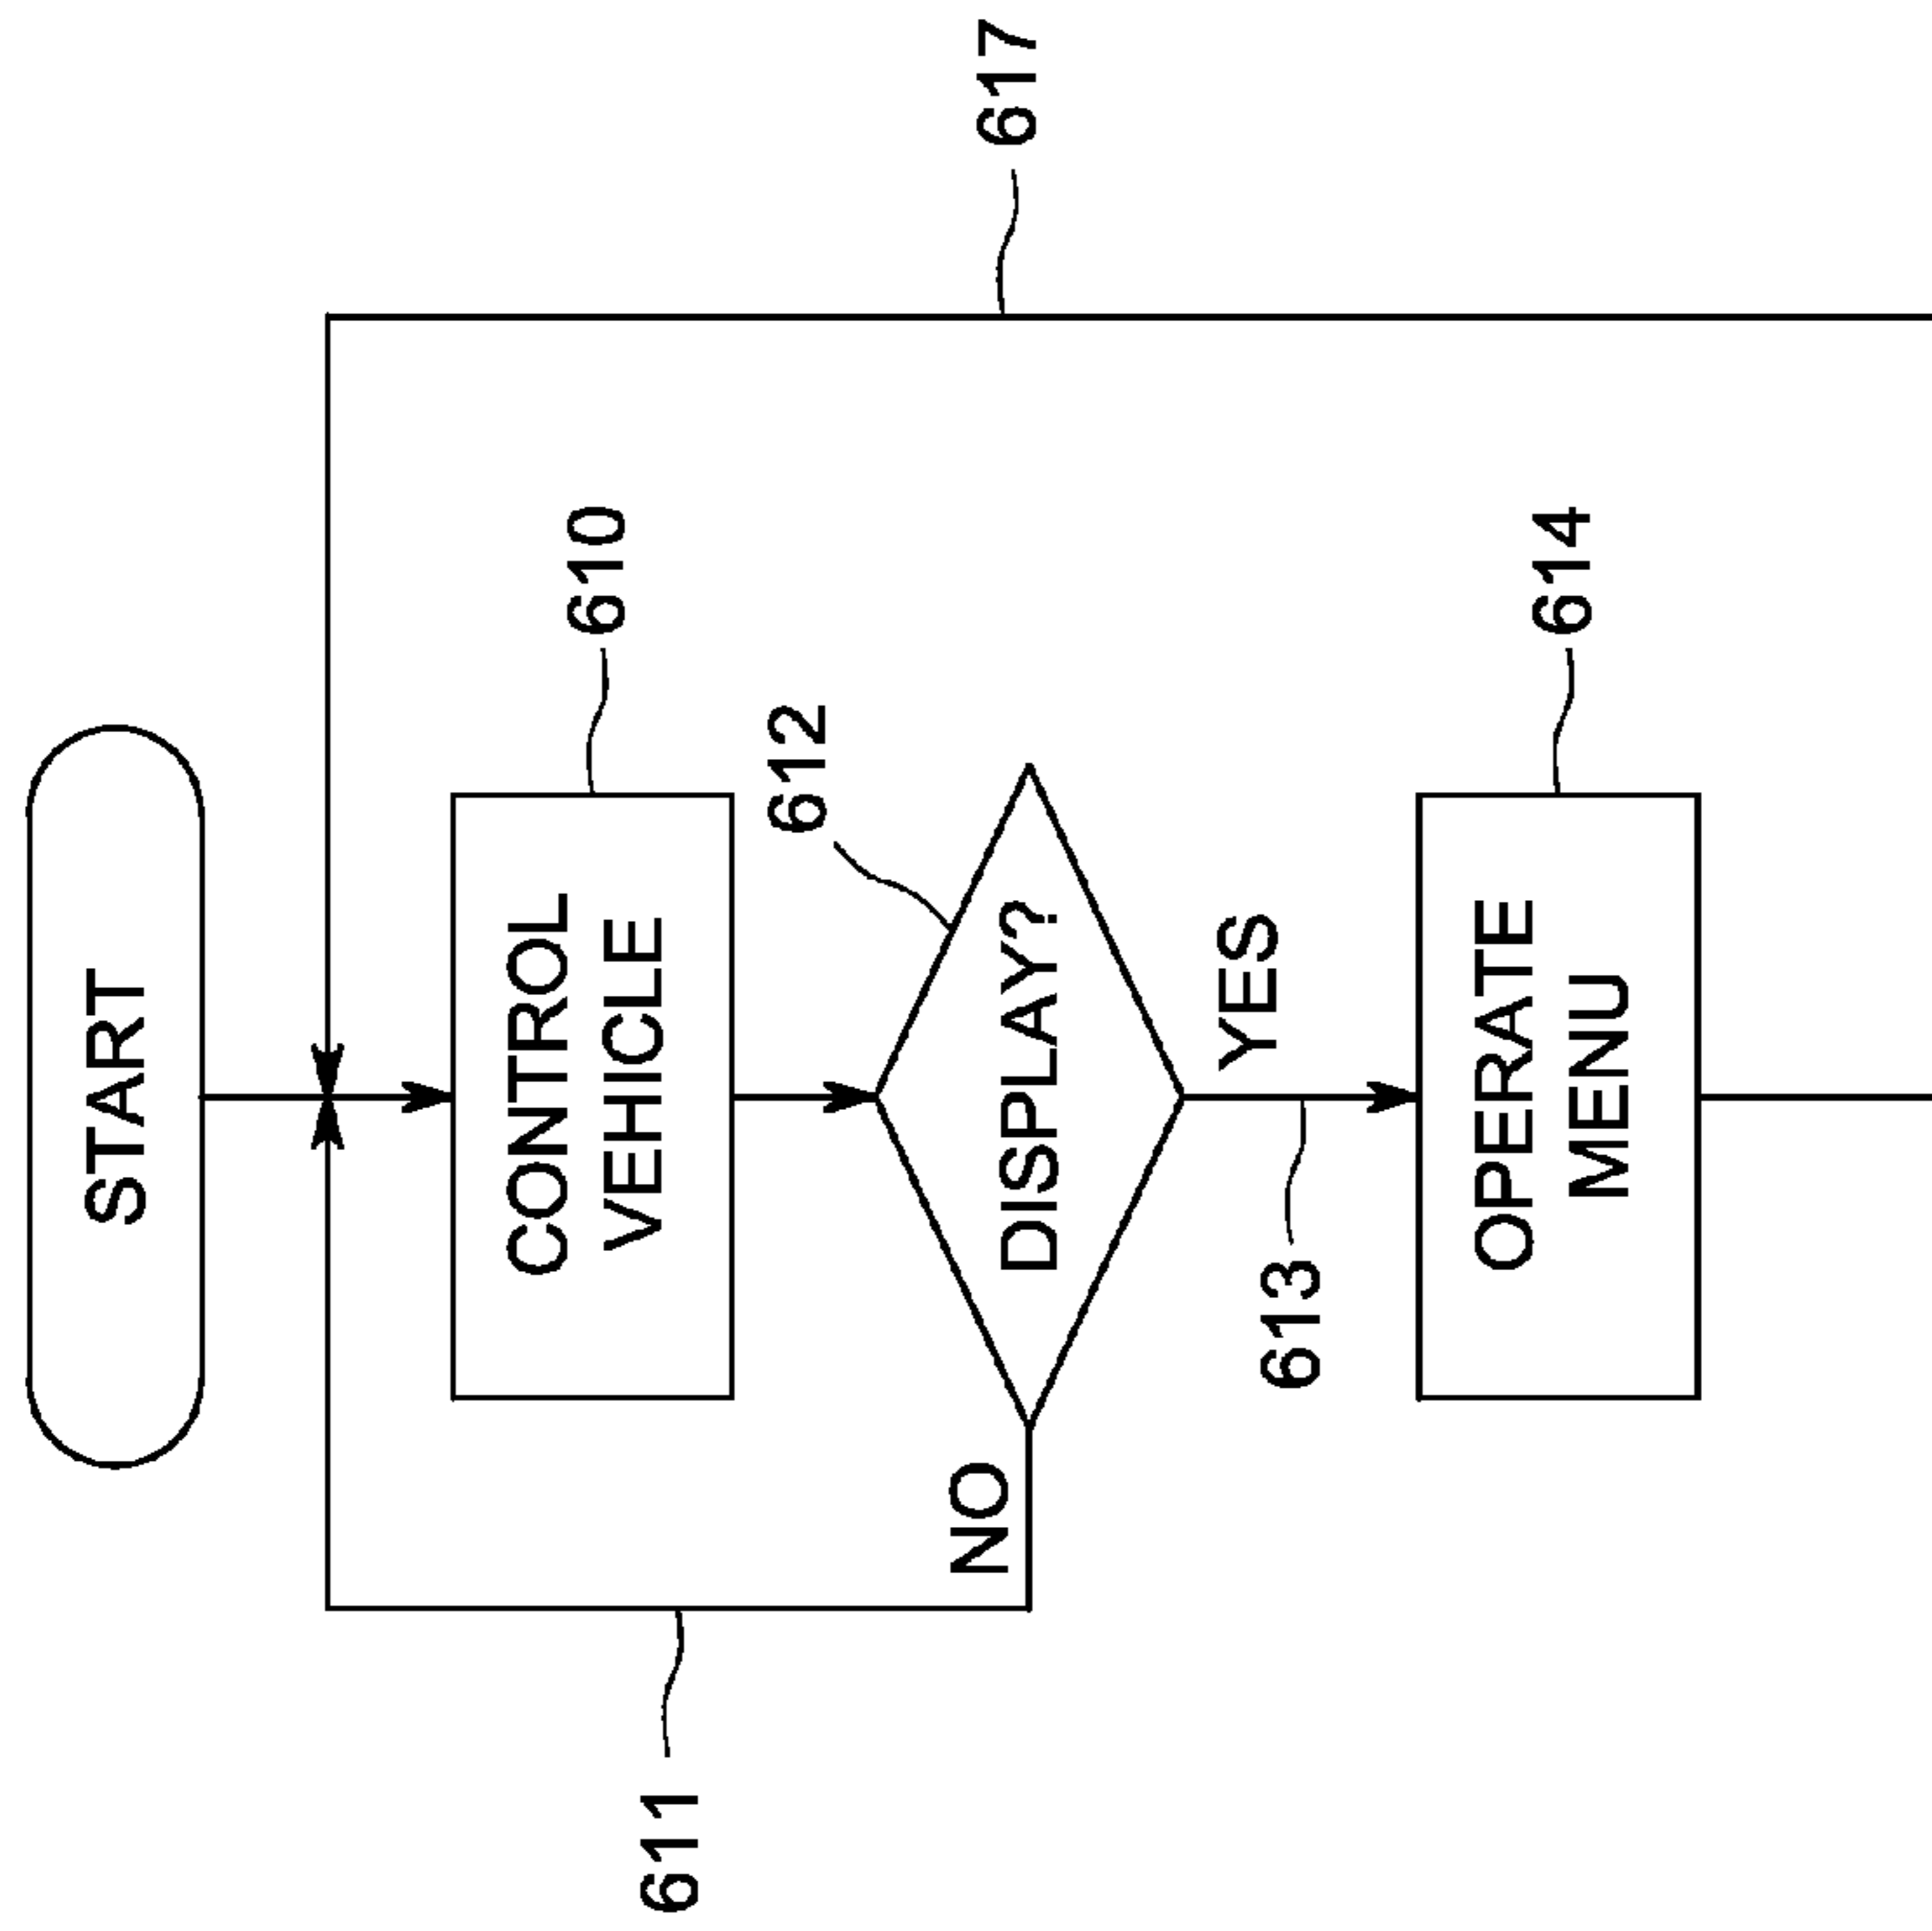 START
617
CONTROL
VEHICLE
610
611
612
DISPLAY?
NO
YES
613
OPERATE
MENU
614